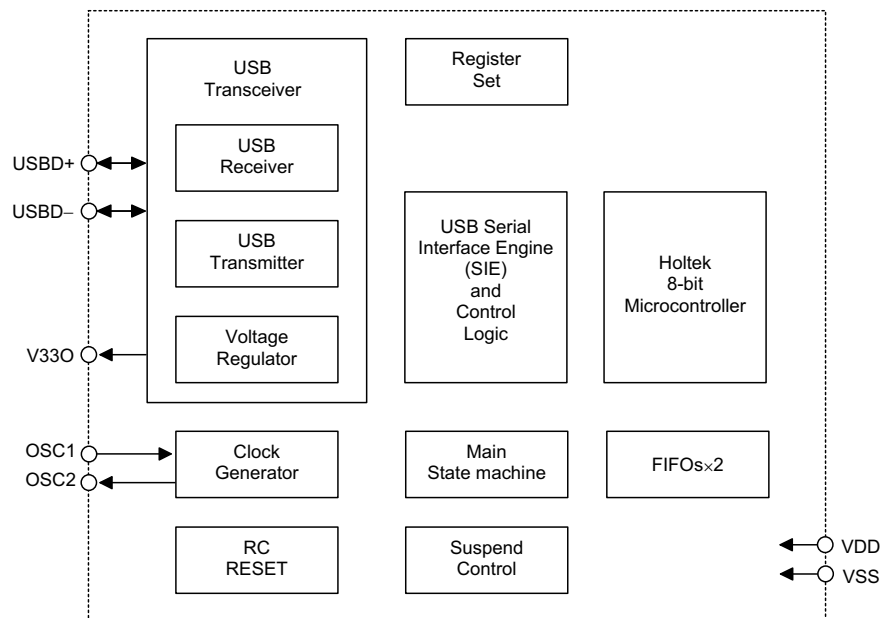 USB
Transceiver
USB
Receiver
USB
Transmitter
Voltage
Regulator
Register
Set
USBD+
USBD−
V33O
OSC1
OSC2
USB Serial
Interface Engine
(SIE)
and
Control
Logic
Holtek
8-bit
Microcontroller
Clock
Generator
Main
State machine
FIFOs×2
RC
RESET
Suspend
Control
VDD
VSS